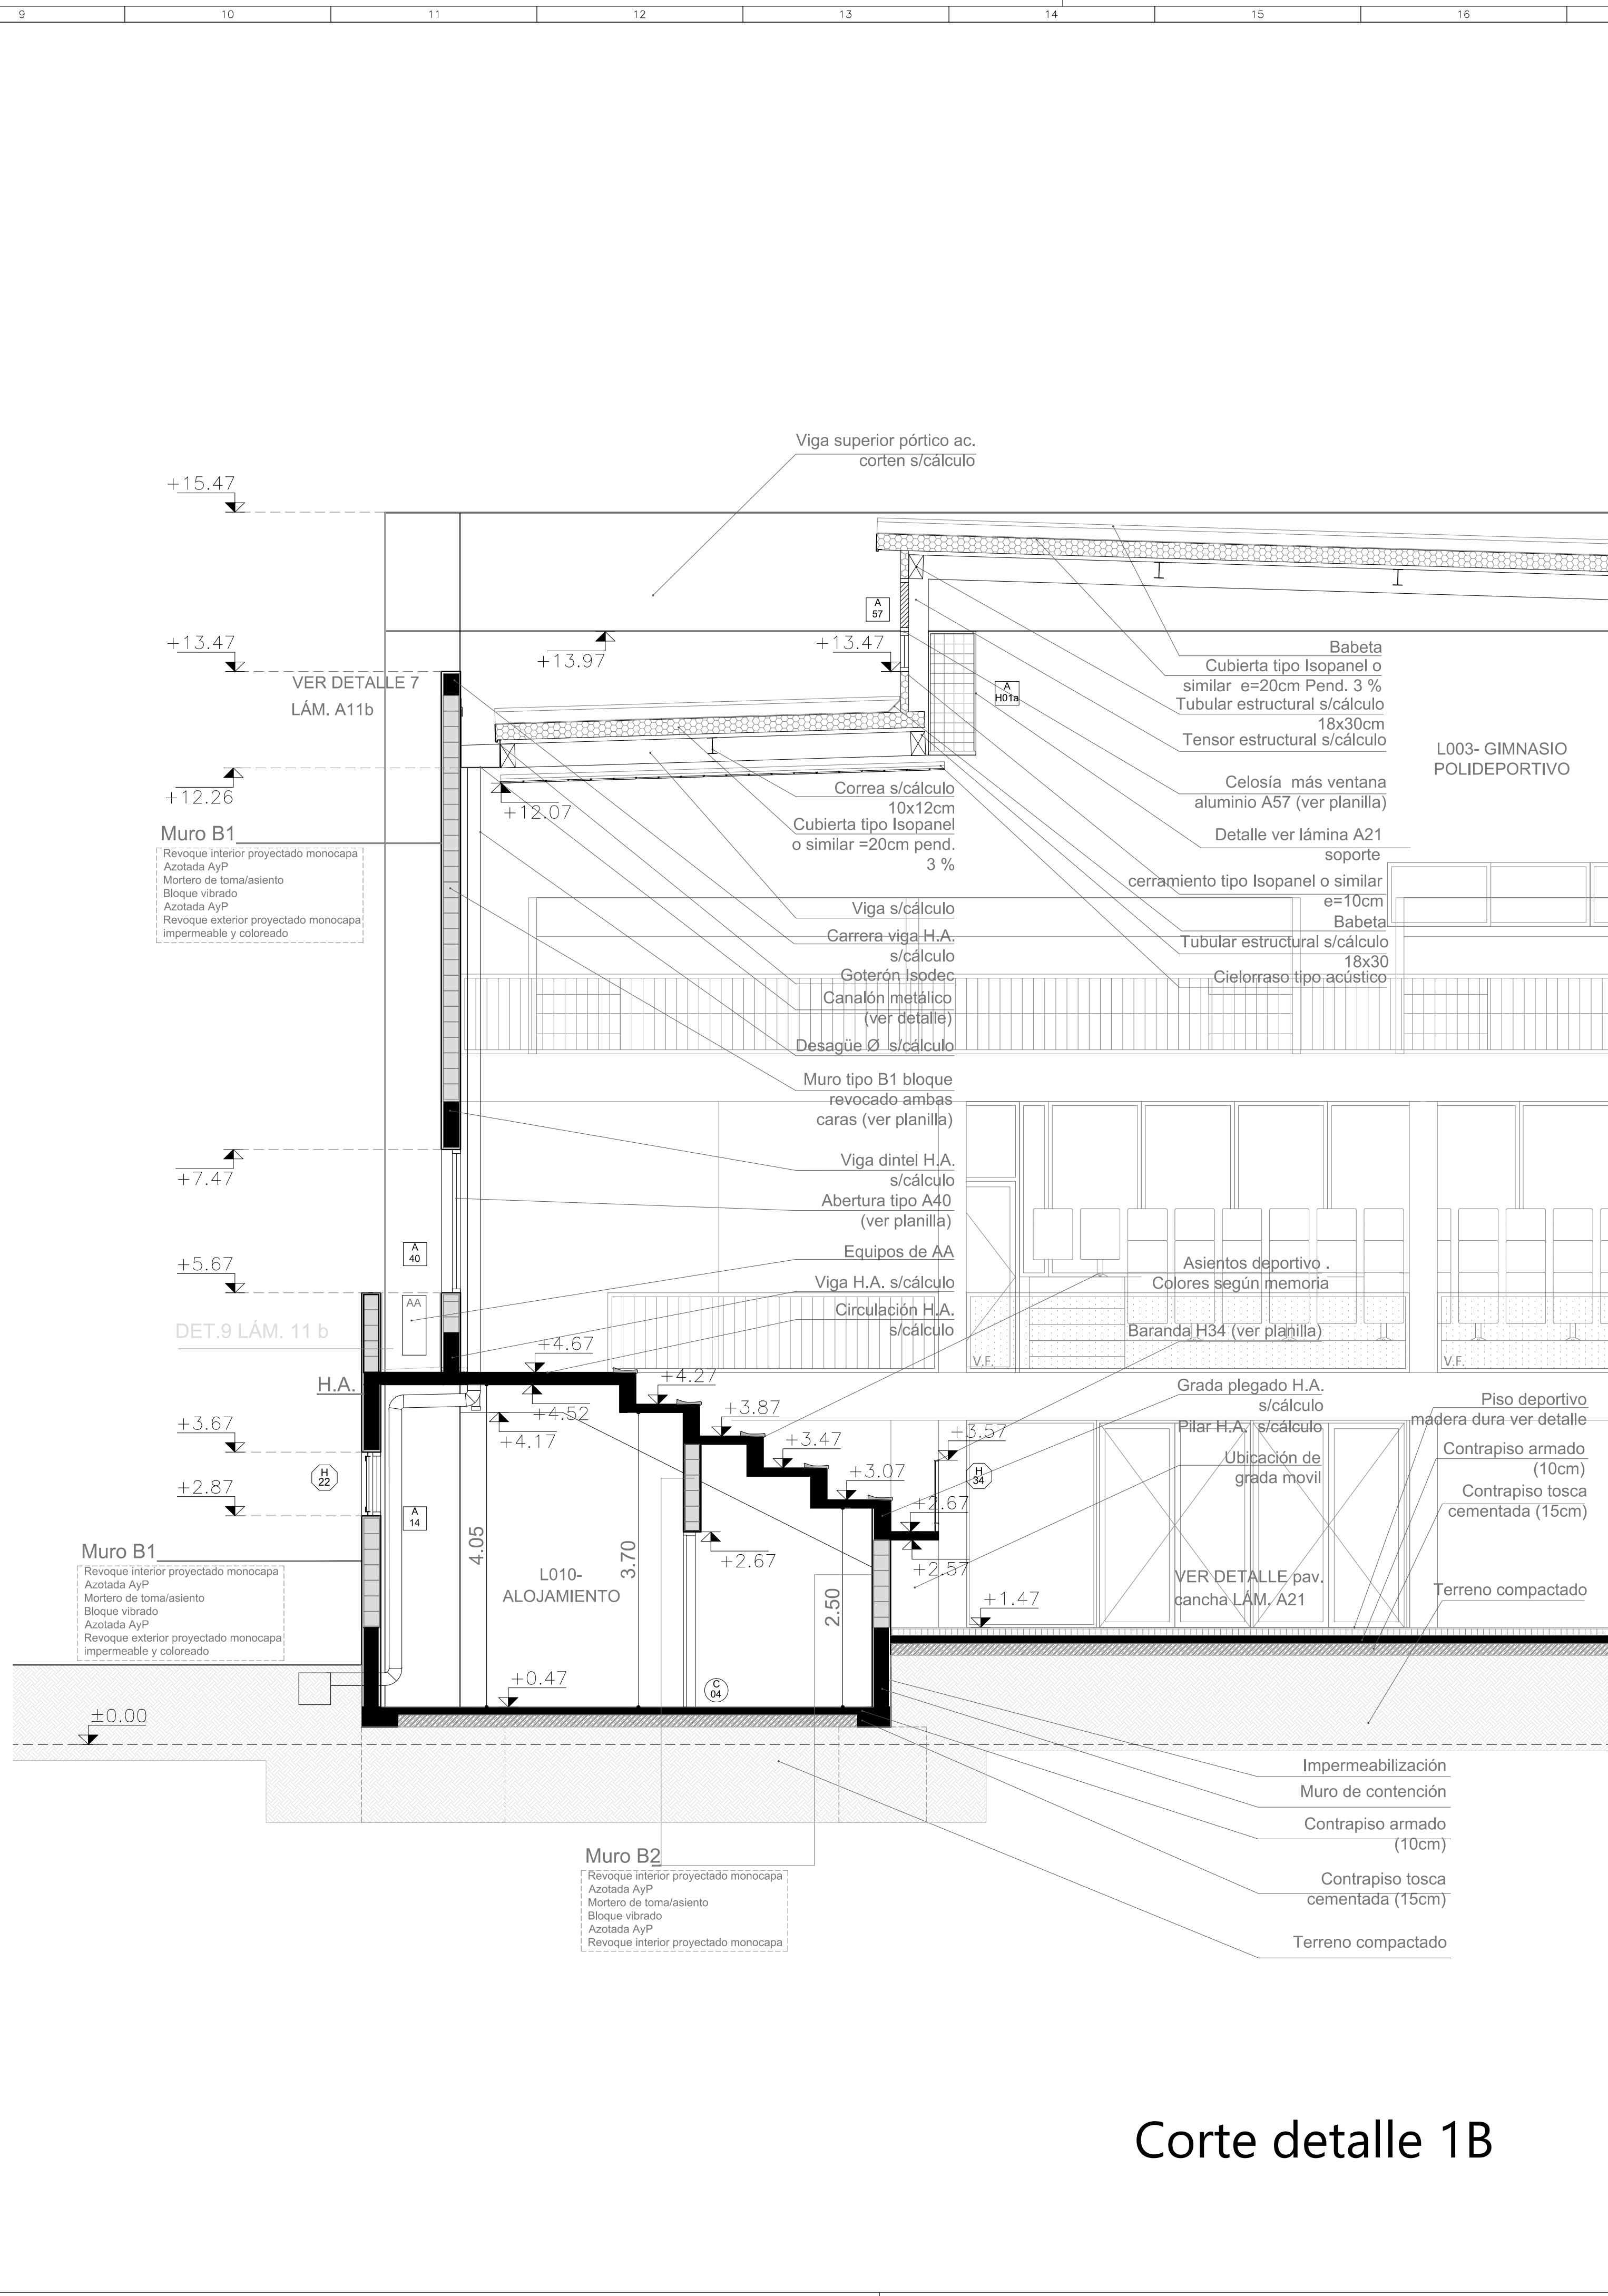 9
10
11
12
13
14
15
16
Viga superior pórtico ac.
corten s/cálculo
+15.47
A
57
+13.47
+13.97
+13.47
VER DETALLE 7
LÁM. A11b
A
H01a
Babeta
Cubierta tipo Isopanel o
similar e=20cm Pend. 3 %
Tubular estructural s/cálculo
18x30cm
Tensor estructural s/cálculo
L003- GIMNASIO
POLIDEPORTIVO
Celosía más ventana
aluminio A57 (ver planilla)
Detalle ver lámina A21
soporte
cerramiento tipo Isopanel o similar
e=10cm
Babeta
Tubular estructural s/cálculo
18x30
Cielorraso tipo acústico
+12.26
+12.07
Correa s/cálculo
10x12cm
Cubierta tipo Isopanel
o similar =20cm pend.
3 %
Viga s/cálculo
Carrera viga H.A.
s/cálculo
Goterón Isodec
Canalón metálico
(ver detalle)
Desagüe Ø s/cálculo
Muro tipo B1 bloque
revocado ambas
caras (ver planilla)
Viga dintel H.A.
s/cálculo
Abertura tipo A40
(ver planilla)
Equipos de AA
Viga H.A. s/cálculo
Circulación H.A.
s/cálculo
Muro B1
Revoque interior proyectado monocapa
Azotada AyP
Mortero de toma/asiento
Bloque vibrado
Azotada AyP
Revoque exterior proyectado monocapa
impermeable y coloreado
+7.47
A
40
+5.67
AA
DET.9 LÁM. 11 b
Asientos deportivo .
Colores según memoria
Baranda H34 (ver planilla)
V.F.
V.F.
H.A.
+4.67
+4.27
+4.52
+3.87
+4.17
+3.47
+3.57
+3.07
+2.67
+2.67
+2.57
+1.47
Grada plegado H.A.
s/cálculo
Pilar H.A. s/cálculo
Ubicación de
grada movil
Piso deportivo
madera dura ver detalle
Contrapiso armado
(10cm)
Contrapiso tosca
cementada (15cm)
Terreno compactado
+3.67
H
22
+2.87
A
14
H
34
4.05
3.70
2.50
L010-
ALOJAMIENTO
VER DETALLE pav.
cancha LÁM. A21
Muro B1
Revoque interior proyectado monocapa
Azotada AyP
Mortero de toma/asiento
Bloque vibrado
Azotada AyP
Revoque exterior proyectado monocapa
impermeable y coloreado
+0.47
C
04
±0.00
Impermeabilización
Muro de contención
Contrapiso armado
(10cm)
Contrapiso tosca
cementada (15cm)
Terreno compactado
Muro B2
Revoque interior proyectado monocapa
Azotada AyP
Mortero de toma/asiento
Bloque vibrado
Azotada AyP
Revoque interior proyectado monocapa
Corte detalle 1B